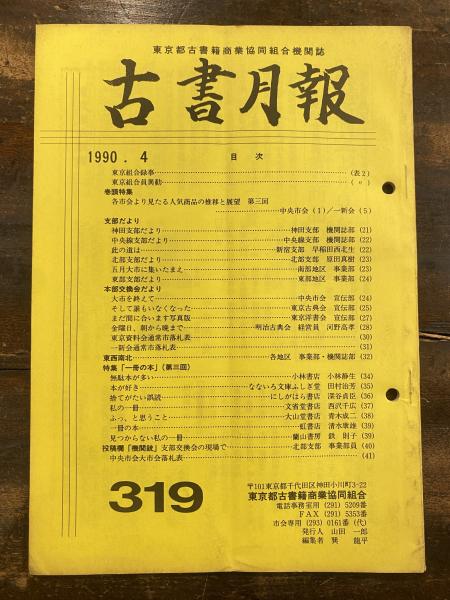 東京都古書籍商業協同組合機関誌
古書月報
1990.4
目次
東京組合録事……(表2)
東京組合員異動……(〃)
巻頭特集
各市会より見たる人気商品の推移と展望 第三回
……中央市会(1)/一新会(5)
支部だより
神田支部だより……神田支部 機関誌部(21)
中央線支部だより……中央線支部 機関誌部(22)
此の道は……新宿支部 早稲田西北生(22)
北部支部だより……北部支部 原田真樹(23)
五月大市に集いたまえ……南部地区 事業部(23)
東部支部だより……東部地区 事業部(24)
本部交換会だより
大市を終えて……中央市会 宣伝部(24)
そして誰もいなくなった……東京古典会 宣伝部(25)
まだ間に合います写真版……東京洋書会 宣伝部(27)
金曜日、朝から晩まで……明治古典会 経営員 河野高孝(28)
東京資料会通常市落札表……(30)
一新会通常市落札表……(31)
東西南北……各地区 事業部・機関誌部(32)
特集「一冊の本」(第三回)
無駄本が多い……小林書店 小林静生(34)
本が好き……なないろ文庫ふしぎ堂 田村治芳(35)
捨てがたい誤読……にしがはら書店 深谷貞臣(36)
私の一冊……文省堂書店 西沢千広(37)
ふっ、と思うこと……大山堂書店 青木成二(38)
一冊の本……虹書店 清水康雄(39)
見つからない私の一冊……蘭山書房 鉄 則子(39)
投稿欄「機関銃」支部交換会の現場で……北部支部 事業部員(40)
中央市会大市会落札表……(41)
319
〒101東京都千代田区神田小川町3-22
東京都古書籍商業協同組合
電話事務室用(291)5209番
FAX(291)5353番
市会専用(293)0161番(代)
発行人 山田一郎
編集者 巽 龍平